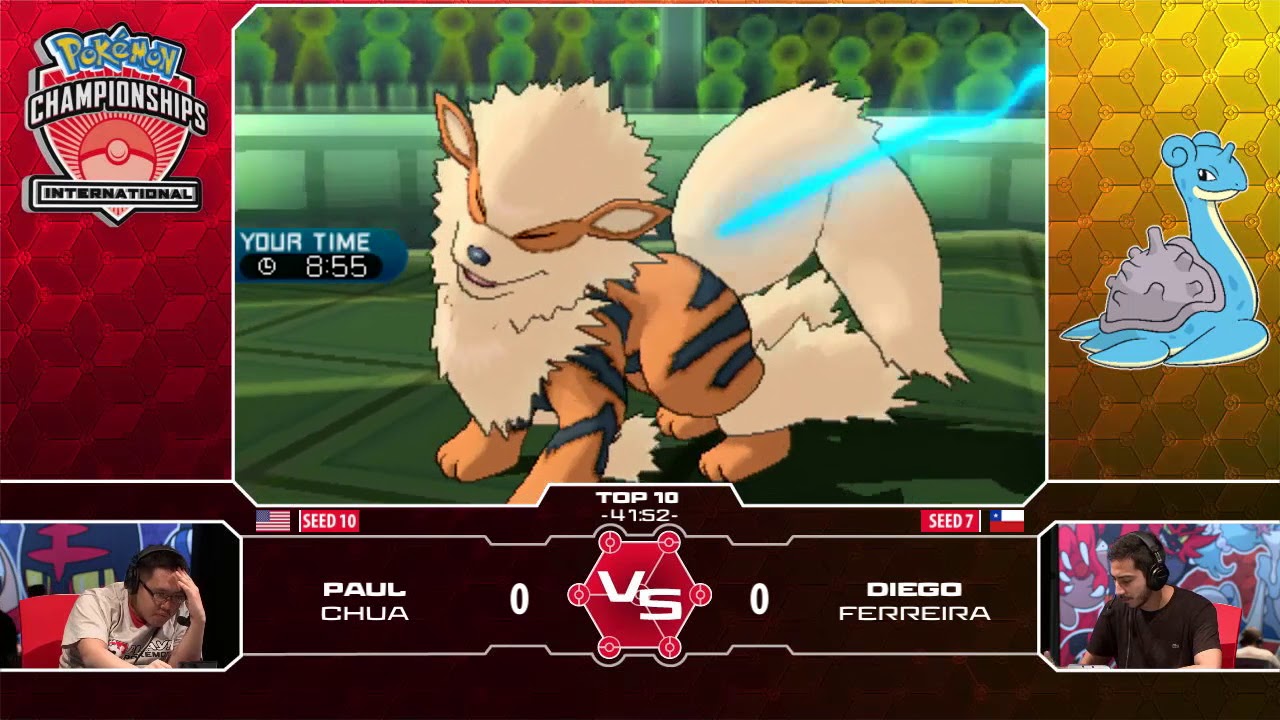 POKéMON
CHAMPIONSHIPS
INTERNATIONAL
YOUR TIME
8:55
TOP 10
-41:52-
SEED 10
SEED 7
PAUL
CHUA
0
VS
0
DIEGO
FERREIRA